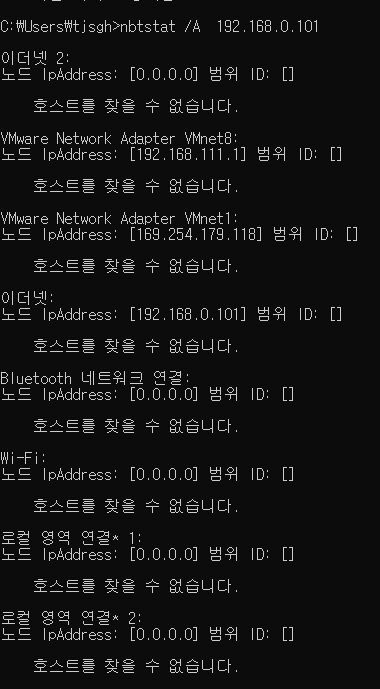 C:\Users\tjsgh>nbtstat /A  192.168.0.101
이더넷 2:
노드 IpAddress: [0.0.0.0] 범위 ID: []
호스트를 찾을 수 없습니다.
VMware Network Adapter VMnet8:
노드 IpAddress: [192.168.111.1] 범위 ID: []
호스트를 찾을 수 없습니다.
VMware Network Adapter VMnet1:
노드 IpAddress: [169.254.179.118] 범위 ID: []
호스트를 찾을 수 없습니다.
이더넷:
노드 IpAddress: [192.168.0.101] 범위 ID: []
호스트를 찾을 수 없습니다.
Bluetooth 네트워크 연결:
노드 IpAddress: [0.0.0.0] 범위 ID: []
호스트를 찾을 수 없습니다.
Wi-Fi:
노드 IpAddress: [0.0.0.0] 범위 ID: []
호스트를 찾을 수 없습니다.
로컬 영역 연결* 1:
노드 IpAddress: [0.0.0.0] 범위 ID: []
호스트를 찾을 수 없습니다.
로컬 영역 연결* 2:
노드 IpAddress: [0.0.0.0] 범위 ID: []
호스트를 찾을 수 없습니다.